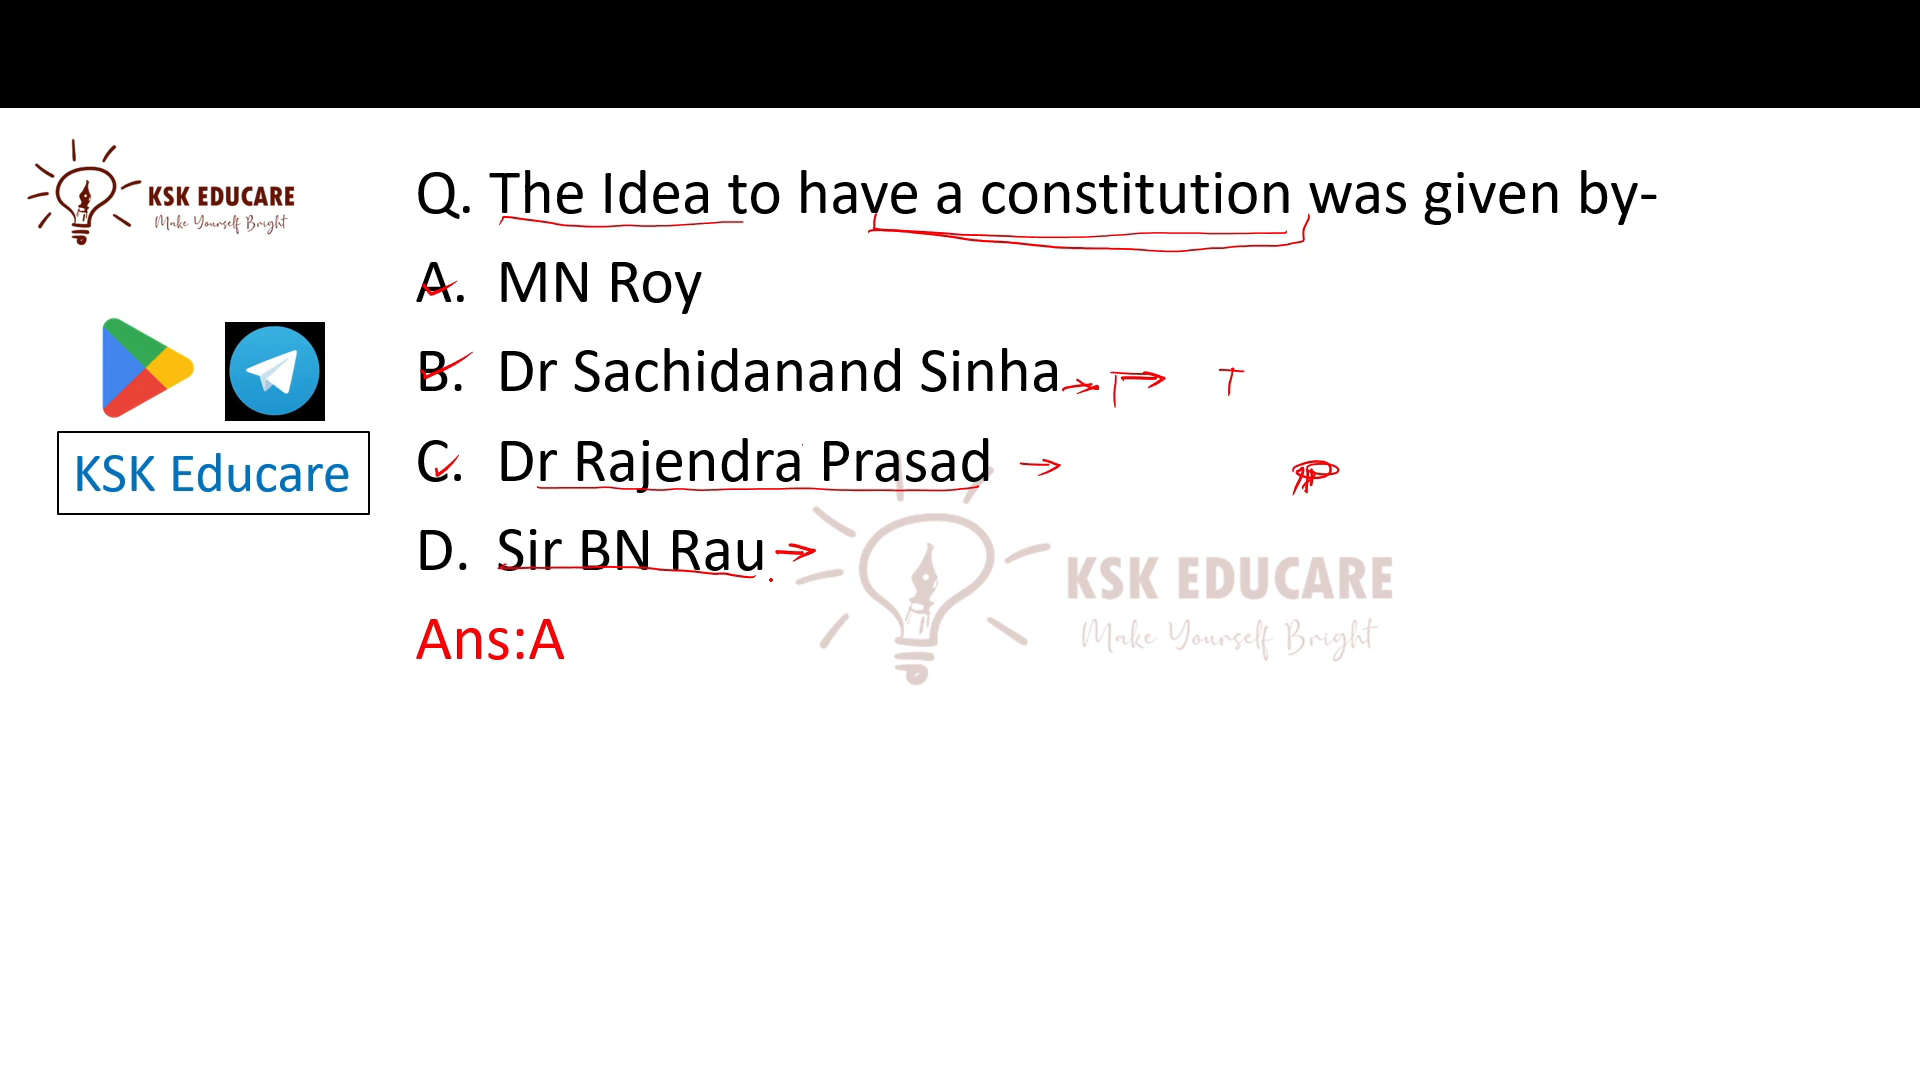 KSK EDUCARE
Make Yourself Bright
KSK Educare
Q. The Idea to have a constitution was given by-
A. MN Roy
B. Dr Sachidanand Sinha
C. Dr Rajendra Prasad
D. Sir BN Rau
Ans:A
KSK EDUCARE
Make Yourself Bright